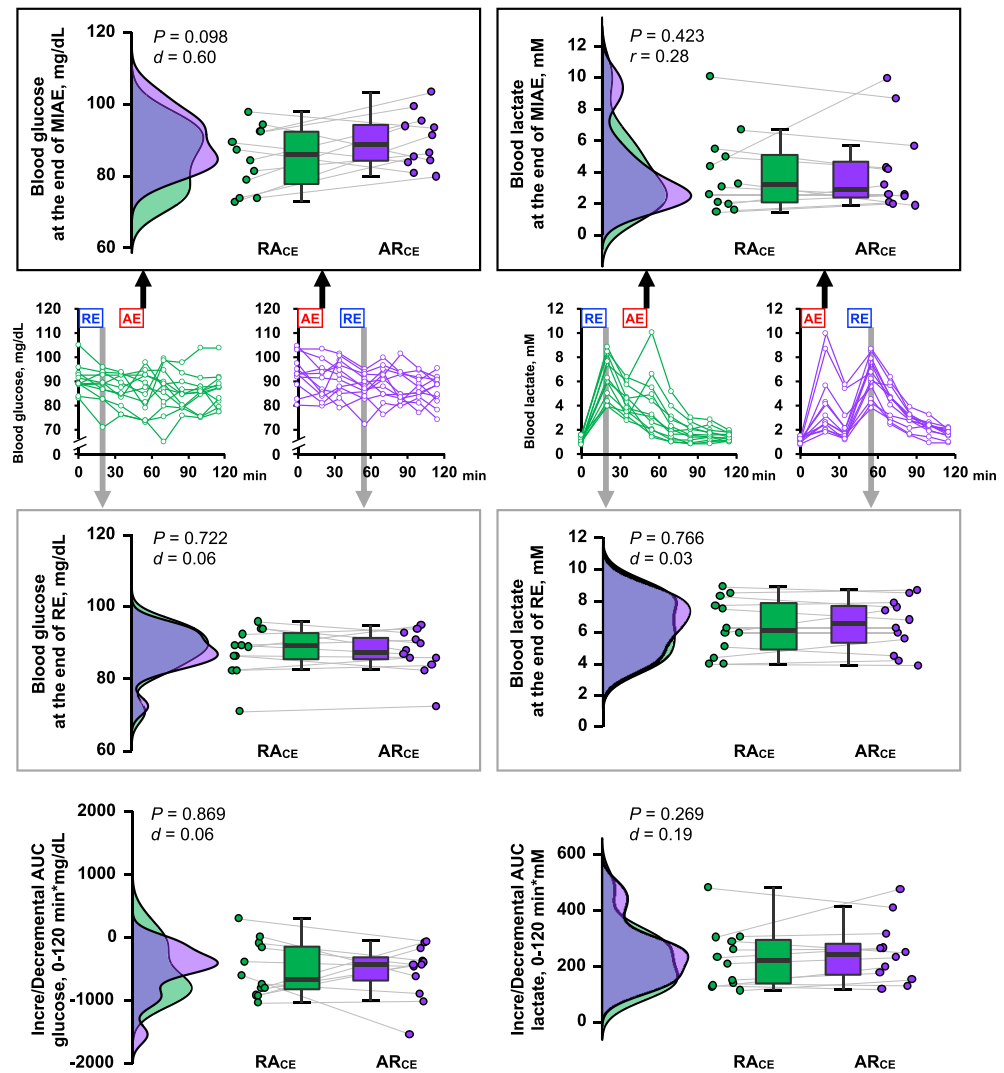 Blood glucose
at the end of MIAE, mg/dL
120
100
80
60
P = 0.098
d = 0.60
RACE
ARCE
Blood lactate
at the end of MIAE, mM
12
10
8
6
4
2
0
P = 0.423
r = 0.28
RACE
ARCE
Blood glucose, mg/dL
120
110
100
90
80
70
0
RE
AE
0
30
60
90
120
min
120
110
100
90
80
70
0
AE
RE
0
30
60
90
120
min
Blood lactate, mM
12
10
8
6
4
2
0
RE
AE
0
30
60
90
120
min
12
10
8
6
4
2
0
AE
RE
0
30
60
90
120
min
Blood glucose
at the end of RE, mg/dL
120
100
80
60
P = 0.722
d = 0.06
RACE
ARCE
Blood lactate
at the end of RE, mM
12
10
8
6
4
2
0
P = 0.766
d = 0.03
RACE
ARCE
Incre/Decremental AUC
glucose, 0-120 min*mg/dL
2000
1000
0
-1000
-2000
P = 0.869
d = 0.06
RACE
ARCE
Incre/Decremental AUC
lactate, 0-120 min*mM
600
400
200
0
P = 0.269
d = 0.19
RACE
ARCE